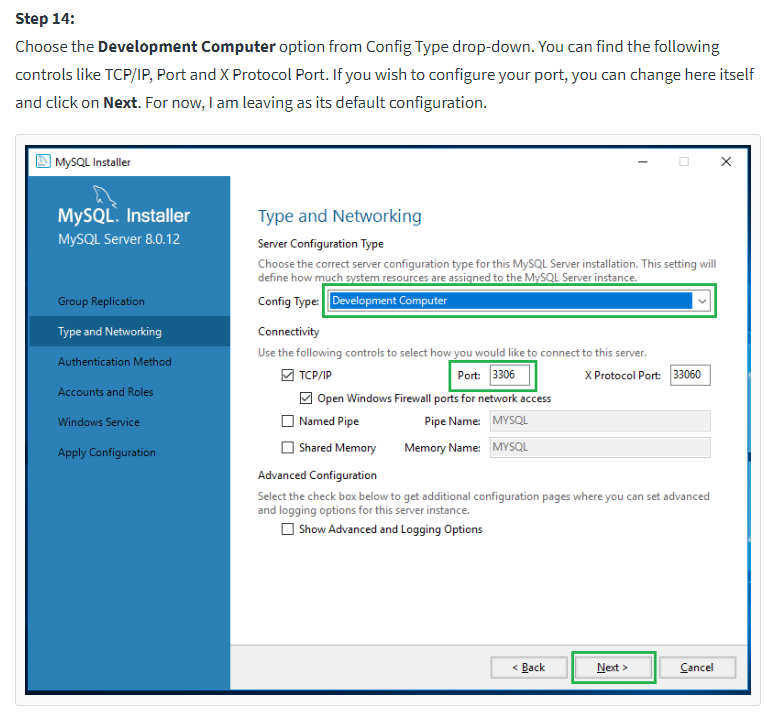 Step 14:
Choose the Development Computer option from Config Type drop-down. You can find the following
controls like TCP/IP, Port and X Protocol Port. If you wish to configure your port, you can change here itself
and click on Next. For now, I am leaving as its default configuration.
MySQL Installer
MySQL. Installer
MySQL Server 8.0.12
Group Replication
Type and Networking
Authentication Method
Accounts and Roles
Windows Service
Apply Configuration
Type and Networking
Server Configuration Type
Choose the correct server configuration type for this MySQL Server installation. This setting will
define how much system resources are assigned to the MySQL Server instance.
Config Type: Development Computer
Connectivity
Use the following controls to select how you would like to connect to this server.
TCP/IP Port: 3306 X Protocol Port: 33060
Open Windows Firewall ports for network access
Named Pipe Pipe Name: MYSQL
Shared Memory Memory Name: MYSQL
Advanced Configuration
Select the check box below to get additional configuration pages where you can set advanced
and logging options for this server instance.
Show Advanced and Logging Options
< Back Next > Cancel